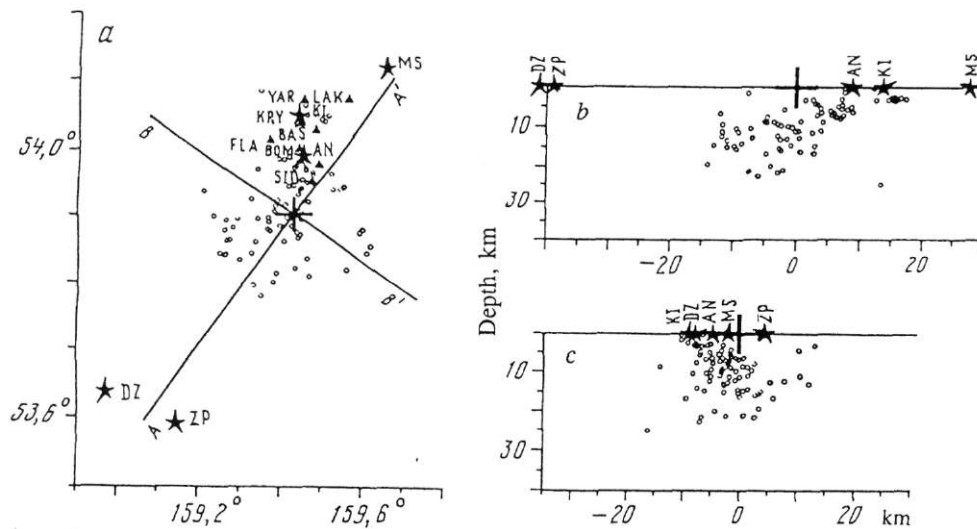 a
MS
YAR LAK
A'
KRY KI
BAS
FLA BOM AN
SID
B
54,0°
B'
DZ
53,6°
A
ZP
159,2° 159,6°
DZ ZP AN KI MS
b
10
30
-20 0 20
Depth, km
KI DZ AN MS ZP
c
10
30
-20 0 20 km